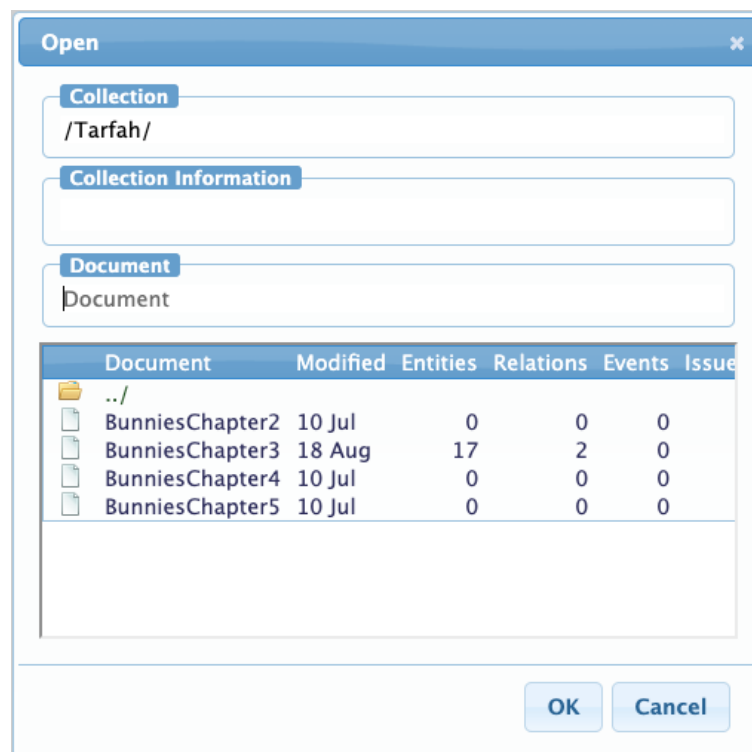 Open
Collection
/Tarfah/
Collection Information
Document
Document
Document Modified Entities Relations Events Issue
../
BunniesChapter2 10 Jul 0 0 0
BunniesChapter3 18 Aug 17 2 0
BunniesChapter4 10 Jul 0 0 0
BunniesChapter5 10 Jul 0 0 0
OK Cancel